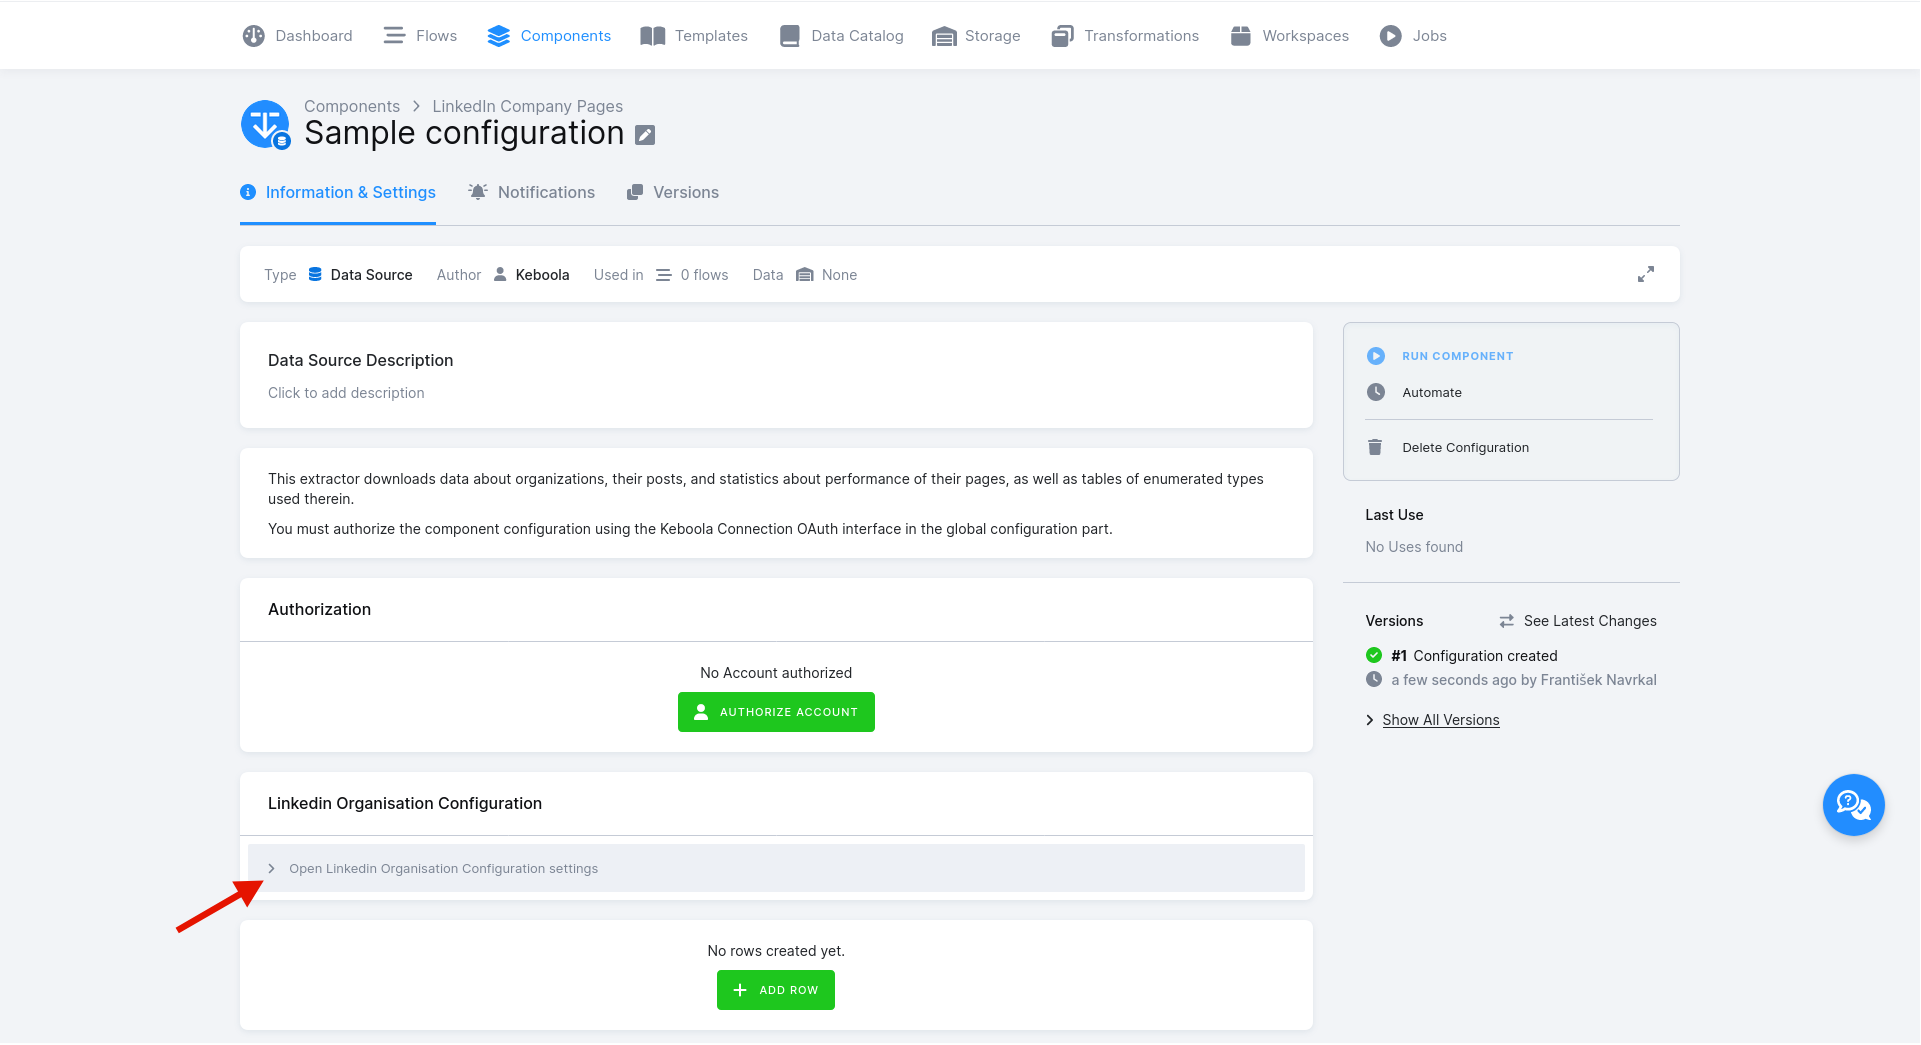 Dashboard Flows Components Templates Data Catalog Storage Transformations Workspaces Jobs
Components LinkedIn Company Pages
Sample configuration
Information & Settings Notifications Versions
Type Data Source Author Keboola Used in 0 flows Data None
Data Source Description
Click to add description
This extractor downloads data about organizations, their posts, and statistics about performance of their pages, as well as tables of enumerated types
used therein.
You must authorize the component configuration using the Keboola Connection OAuth interface in the global configuration part.
Authorization
No Account authorized
AUTHORIZE ACCOUNT
Linkedin Organisation Configuration
Open Linkedin Organisation Configuration settings
No rows created yet.
ADD ROW
RUN COMPONENT
Automate
Delete Configuration
Last Use
No Uses found
Versions See Latest Changes
#1 Configuration created
a few seconds ago by František Navrkal
Show All Versions